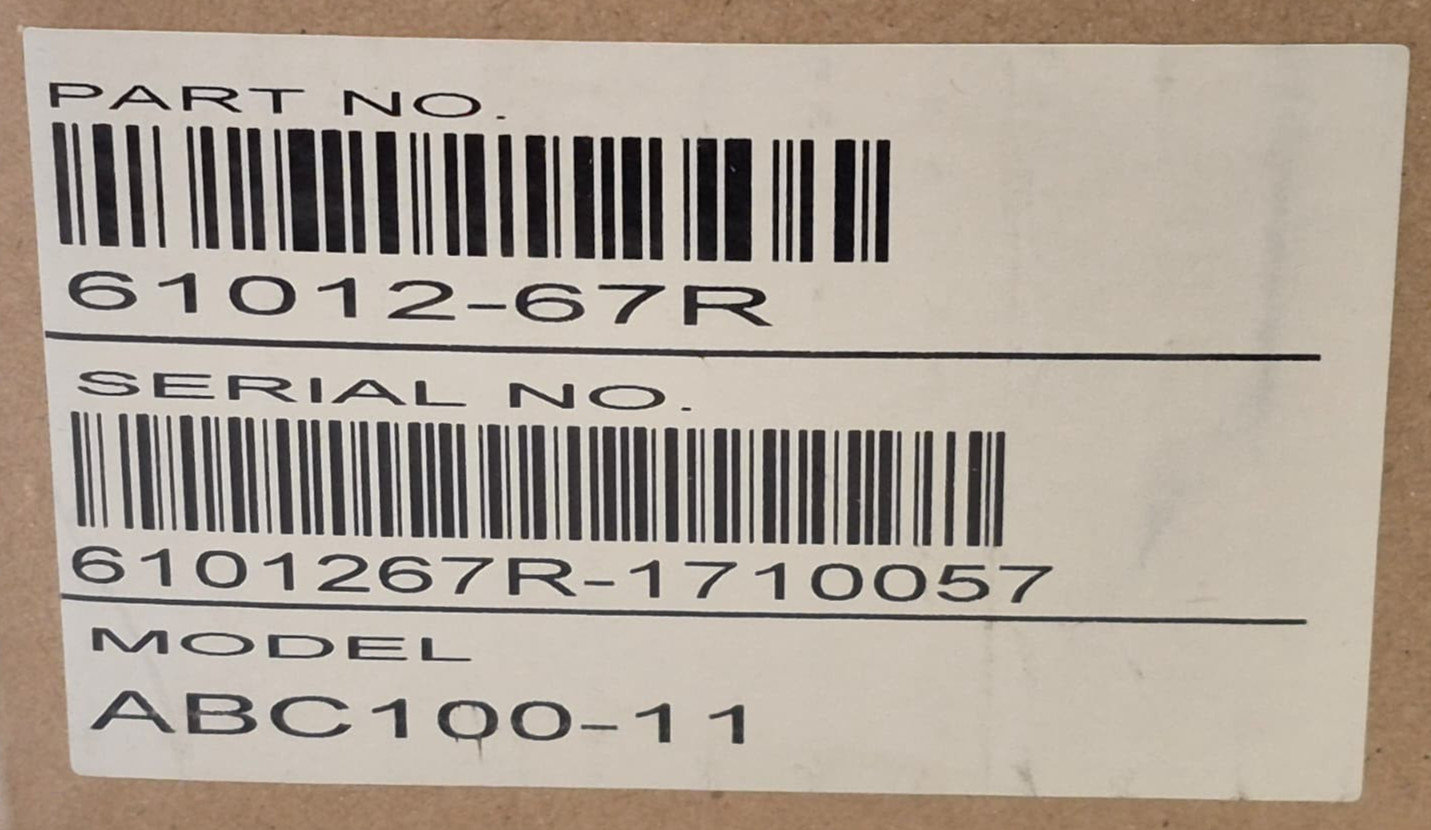 PART NO.
61012-67R
SERIAL NO.
6101267R-1710057
MODEL
ABC100-11